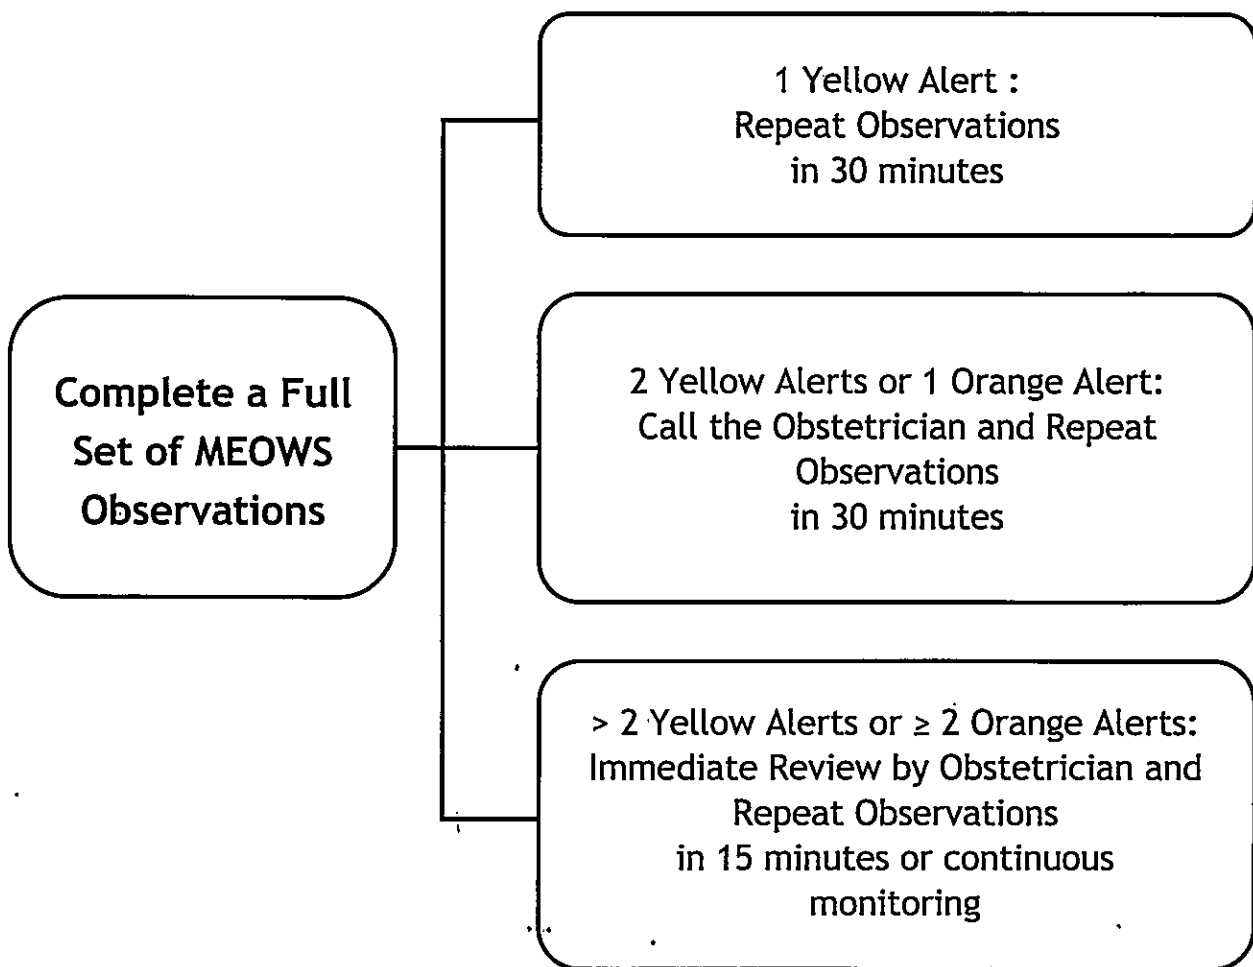 Complete a Full
Set of MEOWS
Observations
1 Yellow Alert :
Repeat Observations
in 30 minutes
2 Yellow Alerts or 1 Orange Alert:
Call the Obstetrician and Repeat
Observations
in 30 minutes
> 2 Yellow Alerts or ≥ 2 Orange Alerts:
Immediate Review by Obstetrician and
Repeat Observations
in 15 minutes or continuous
monitoring